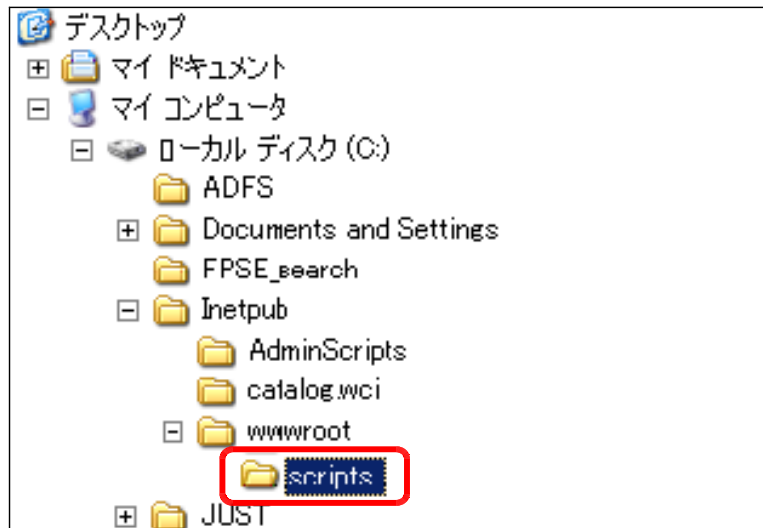 デスクトップ
マイ ドキュメント
マイ コンピュータ
ローカル ディスク (C:)
ADFS
Documents and Settings
FPSE_search
Inetpub
AdminScripts
catalog.wci
wwwroot
scripts
JUST